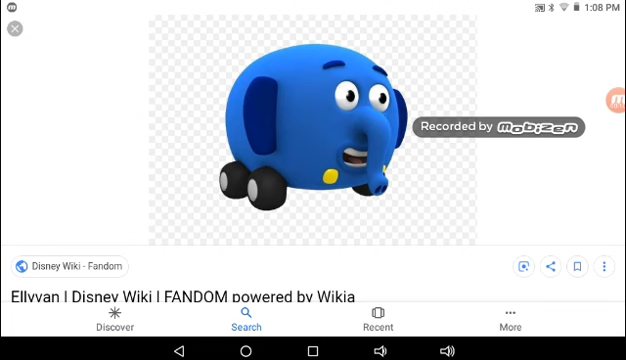 1:08 PM
Recorded by MOBIZEN
Disney Wiki - Fandom
Ellyvan | Disney Wiki | FANDOM powered by Wikia
Discover Search Recent More